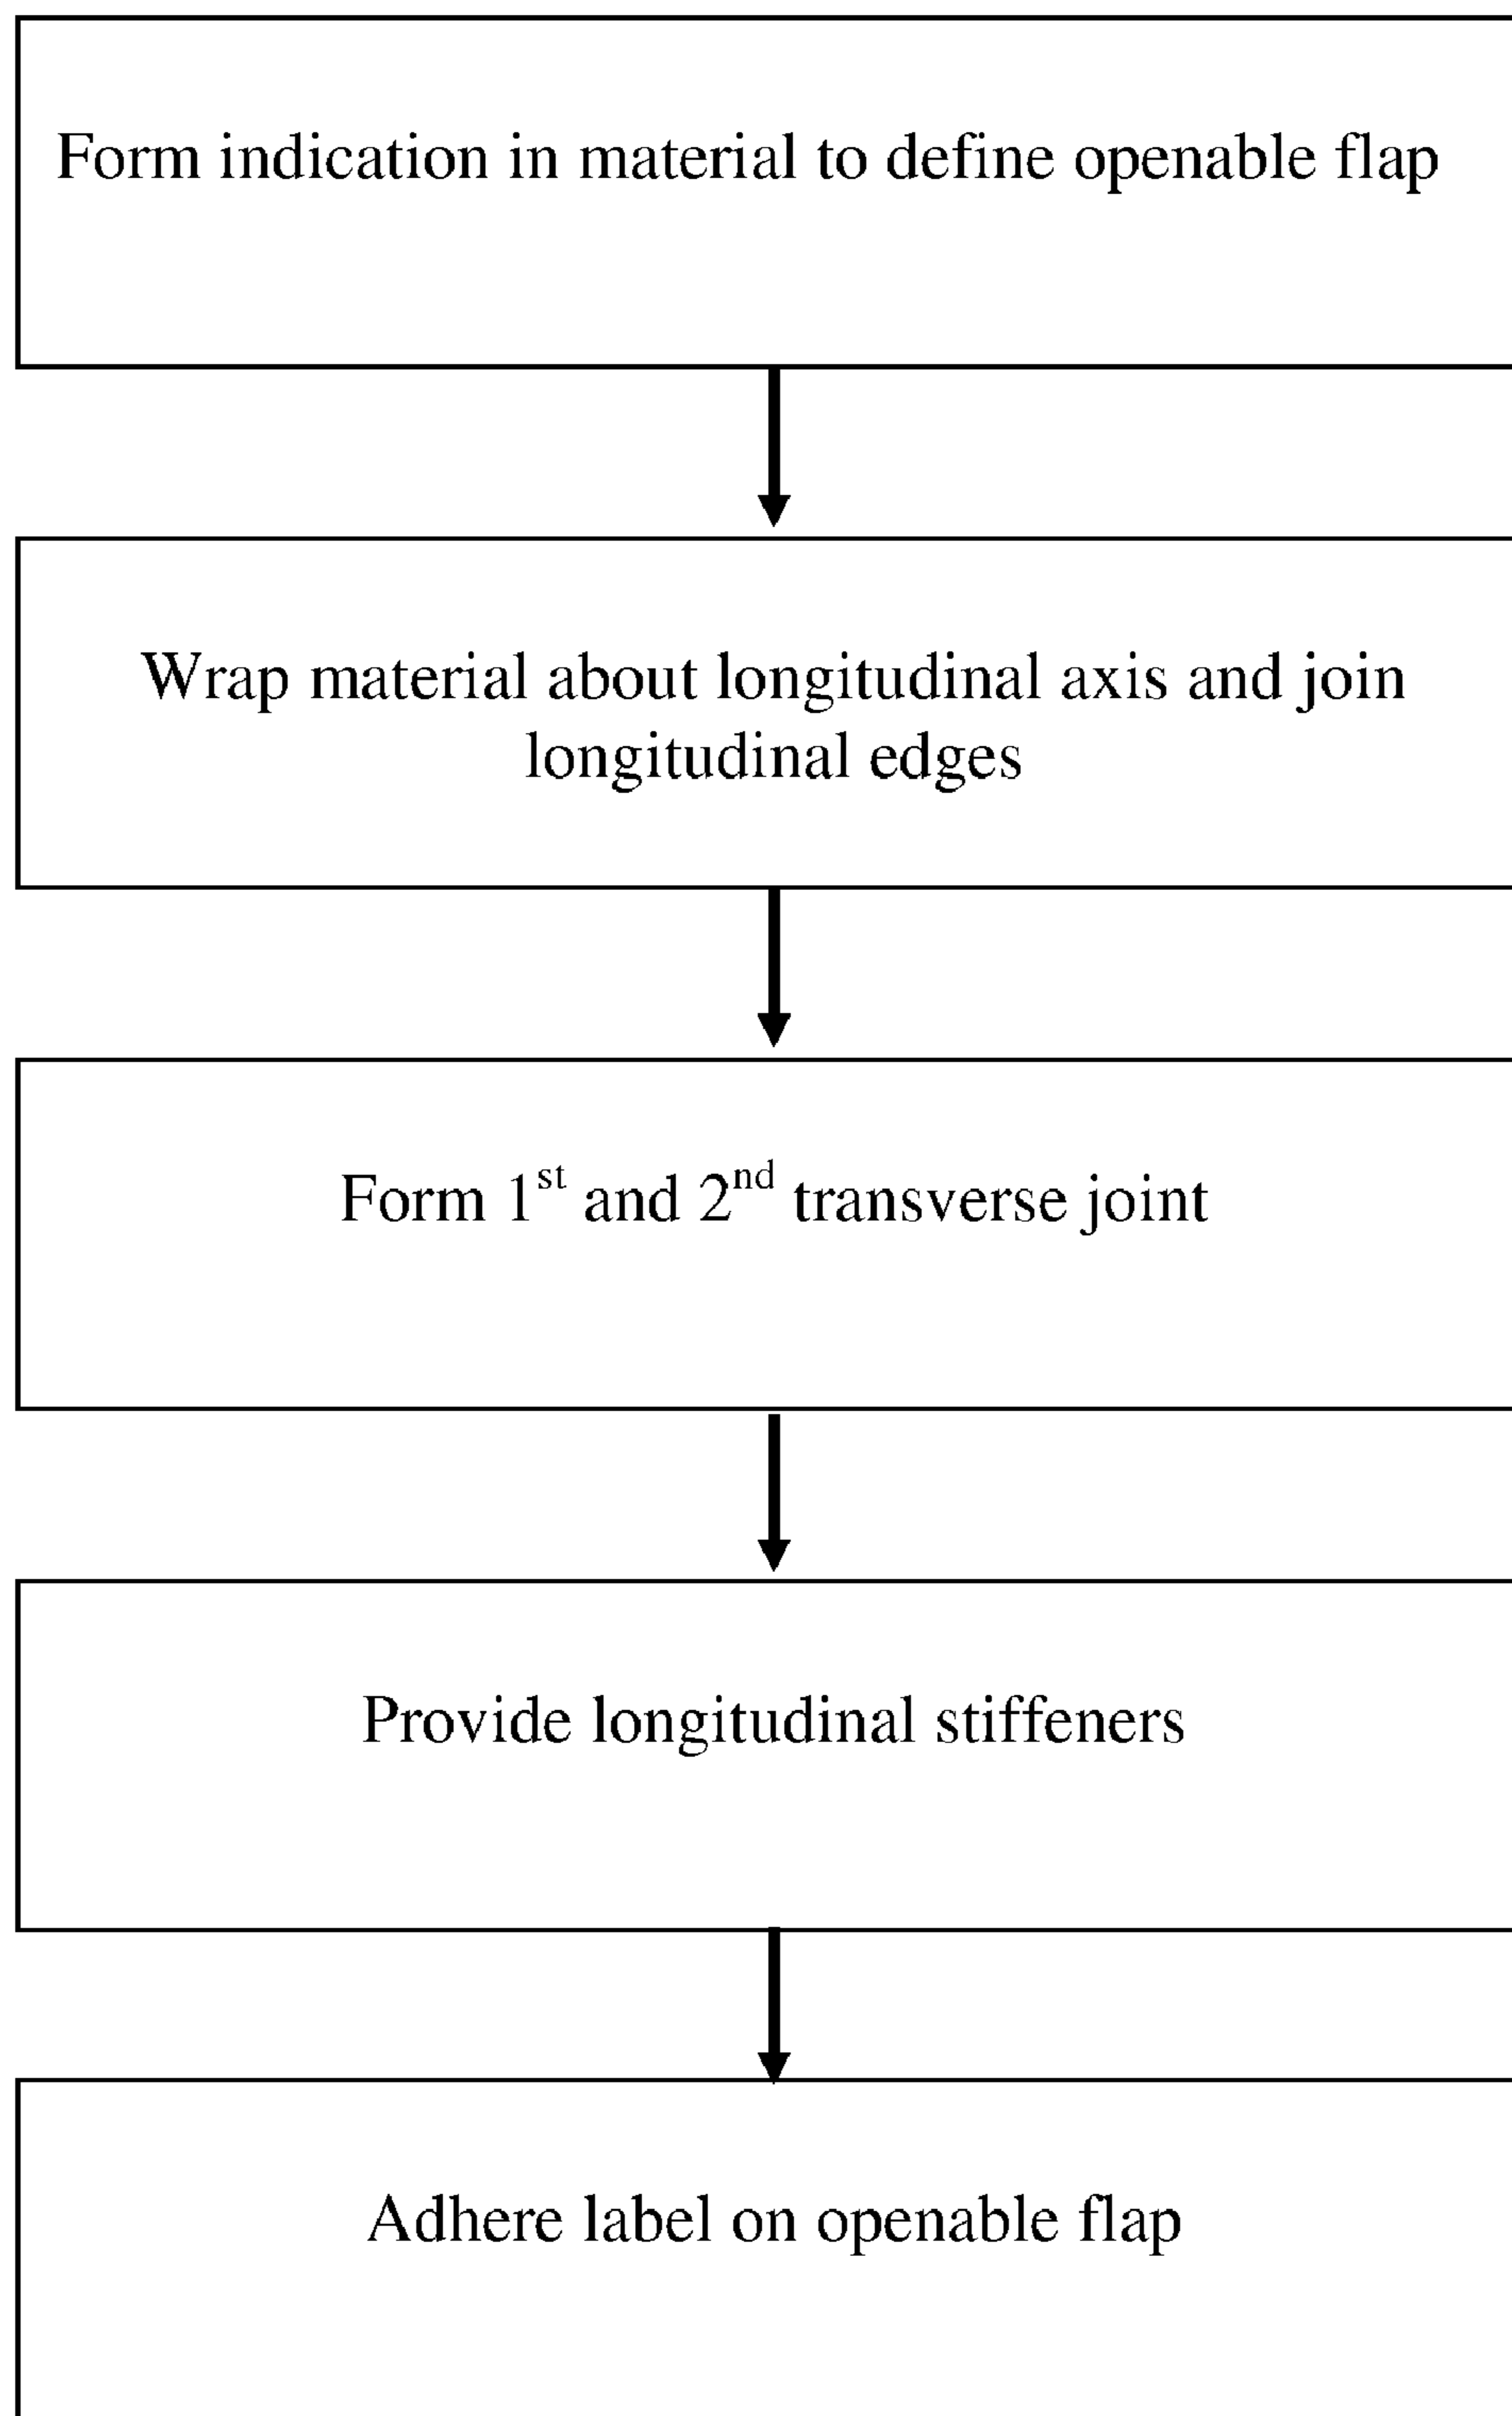 Form indication in material to define openable flap
Wrap material about longitudinal axis and join
longitudinal edges
Form 1st and 2nd transverse joint
Provide longitudinal stiffeners
Adhere label on openable flap